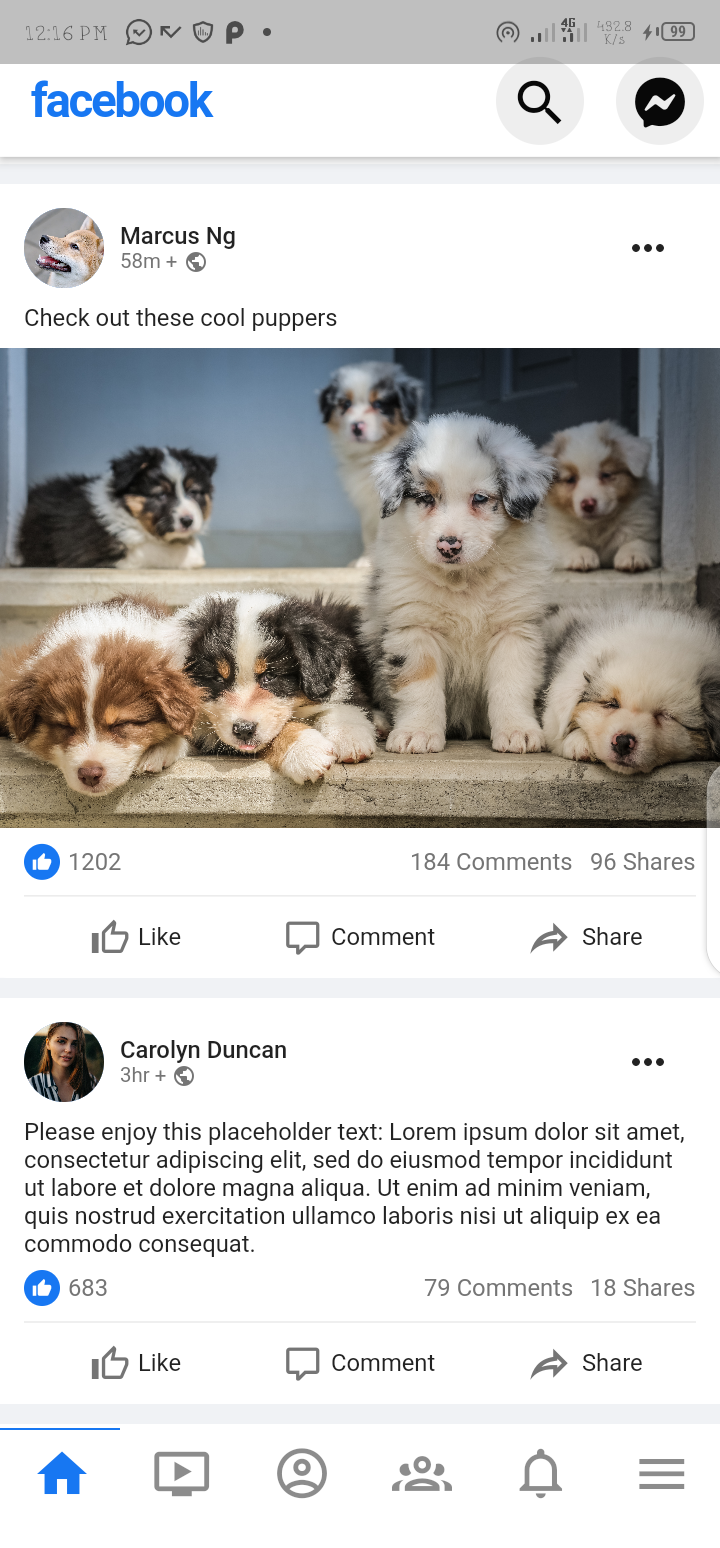 12:16 PM
4G
432.8
K/s
99
facebook
Marcus Ng
58m +
Check out these cool puppers
1202
184 Comments 96 Shares
Like Comment Share
Carolyn Duncan
3hr +
Please enjoy this placeholder text: Lorem ipsum dolor sit amet,
consectetur adipiscing elit, sed do eiusmod tempor incididunt
ut labore et dolore magna aliqua. Ut enim ad minim veniam,
quis nostrud exercitation ullamco laboris nisi ut aliquip ex ea
commodo consequat.
683
79 Comments 18 Shares
Like Comment Share